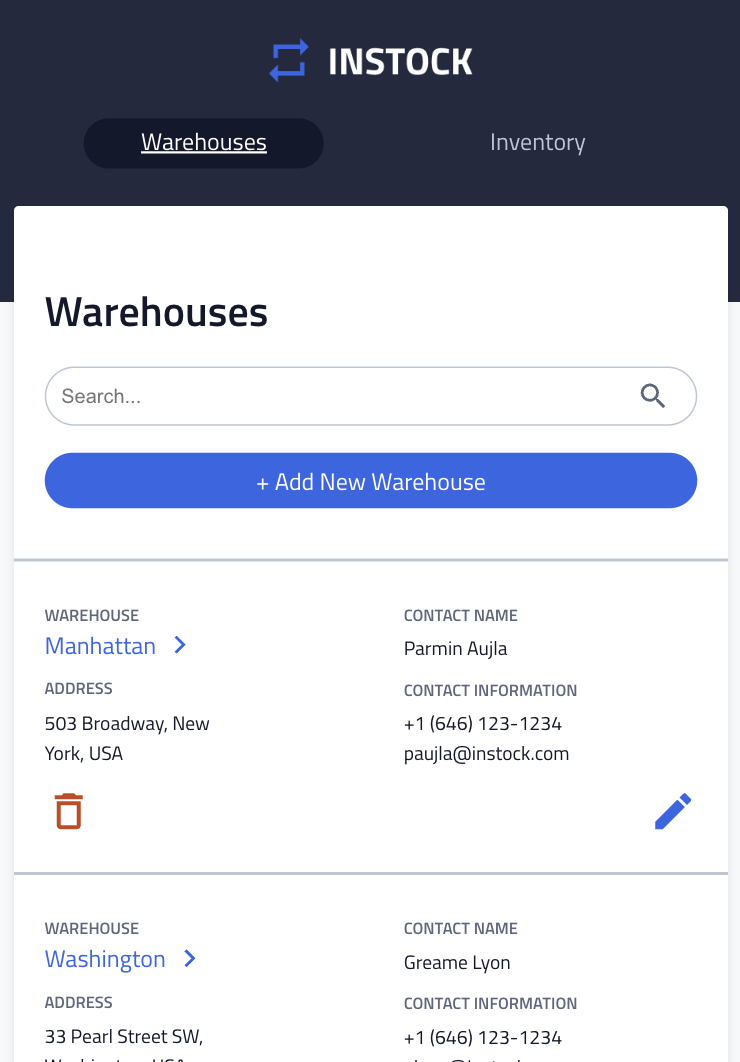 INSTOCK
Warehouses
Inventory
Warehouses
Search...
+ Add New Warehouse
WAREHOUSE
Manhattan
CONTACT NAME
Parmin Aujla
ADDRESS
503 Broadway, New
York, USA
CONTACT INFORMATION
+1 (646) 123-1234
paujla@instock.com
WAREHOUSE
Washington
CONTACT NAME
Greame Lyon
ADDRESS
33 Pearl Street SW,
CONTACT INFORMATION
+1 (646) 123-1234